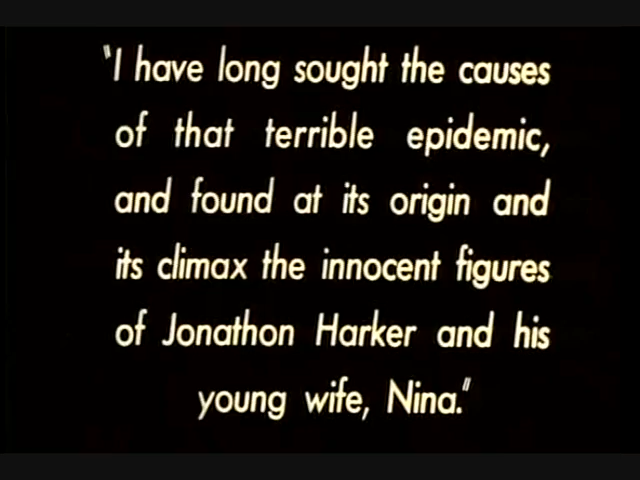 "I have long sought the causes
of that terrible epidemic,
and found at its origin and
its climax the innocent figures
of Jonathon Harker and his
young wife, Nina."